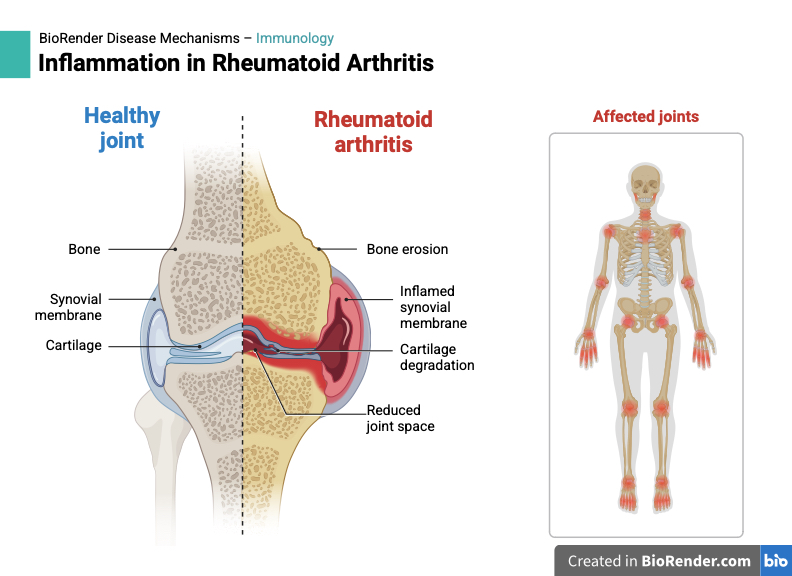 BioRender Disease Mechanisms – Immunology
Inflammation in Rheumatoid Arthritis
Healthy
joint
Rheumatoid
arthritis
Affected joints
Bone
Synovial
membrane
Cartilage
Bone erosion
Inflamed
synovial
membrane
Cartilage
degradation
Reduced
joint space
Created in BioRender.com
bio